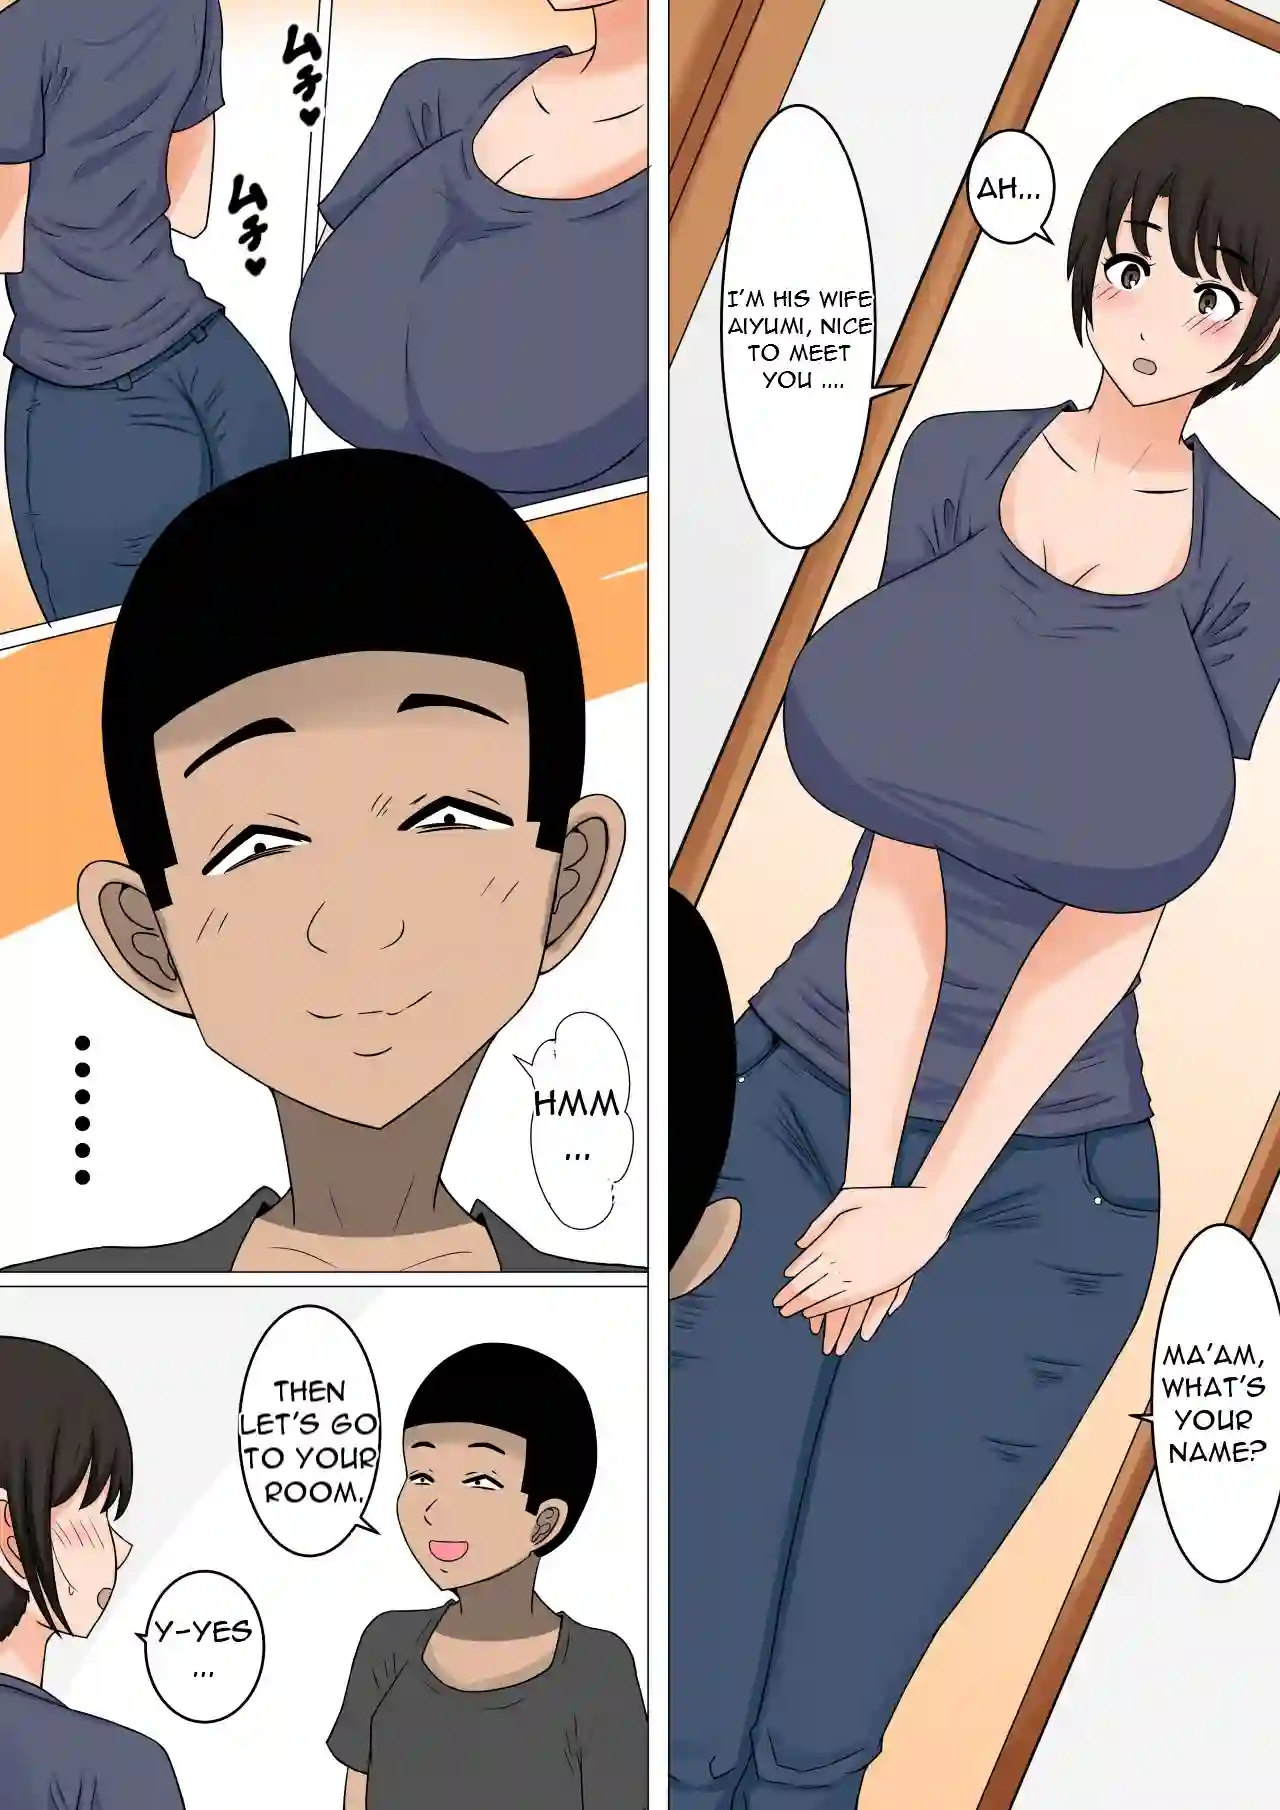 MA'AM,
WHAT'S
YOUR
NAME?
AH...
I'M HIS WIFE
AIYUMI, NICE
TO MEET
YOU ....
ムチ♥
ムチ♥
HMM
...
THEN
LET'S GO
TO YOUR
ROOM.
Y-YES
...